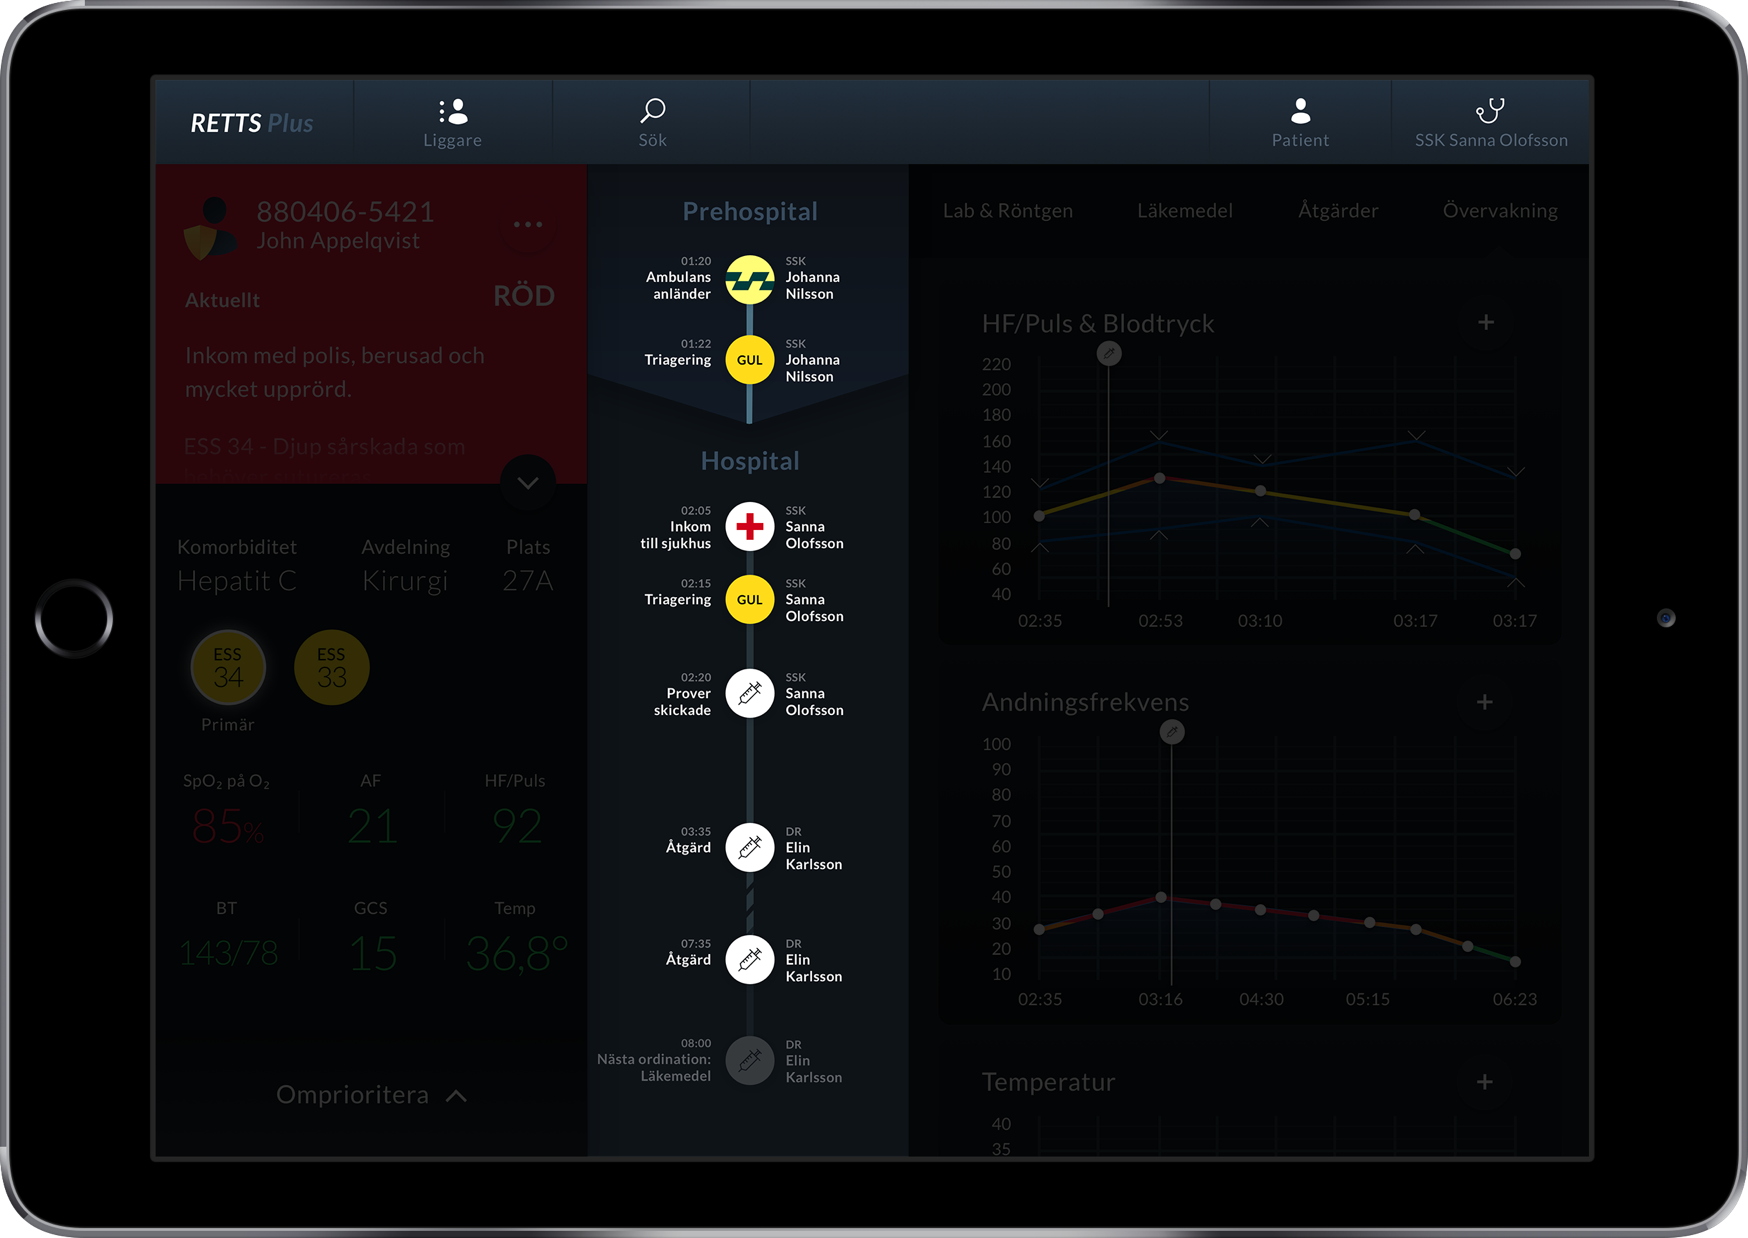 RETTS Plus
Liggare
Sök
Patient
SSK Sanna Olofsson
880406-5421
John Appelqvist
Aktuellt
RÖD
Inkom med polis, berusad och
mycket upprörd.
ESS 34 - Djup sårskada som
behöver sutureras
Komorbiditet
Hepatit C
Avdelning
Kirurgi
Plats
27A
ESS
34
Primär
ESS
33
SpO₂ på O₂
85%
AF
21
HF/Puls
92
BT
143/78
GCS
15
Temp
36,8°
Omprioritera
Prehospital
01:20
Ambulans
anländer
SSK
Johanna
Nilsson
01:22
Triagering
GUL
SSK
Johanna
Nilsson
Hospital
02:05
Inkom
till sjukhus
SSK
Sanna
Olofsson
02:15
Triagering
GUL
SSK
Sanna
Olofsson
02:20
Prover
skickade
SSK
Sanna
Olofsson
03:35
Åtgärd
DR
Elin
Karlsson
07:35
Åtgärd
DR
Elin
Karlsson
08:00
Nästa ordination:
Läkemedel
DR
Elin
Karlsson
Lab & Röntgen
Läkemedel
Åtgärder
Övervakning
HF/Puls & Blodtryck
+
220
200
180
160
140
120
100
80
60
40
02:35
02:53
03:10
03:17
03:17
Andningsfrekvens
+
100
90
80
70
60
50
40
30
20
10
02:35
03:16
04:30
05:15
06:23
Temperatur
+
40
35